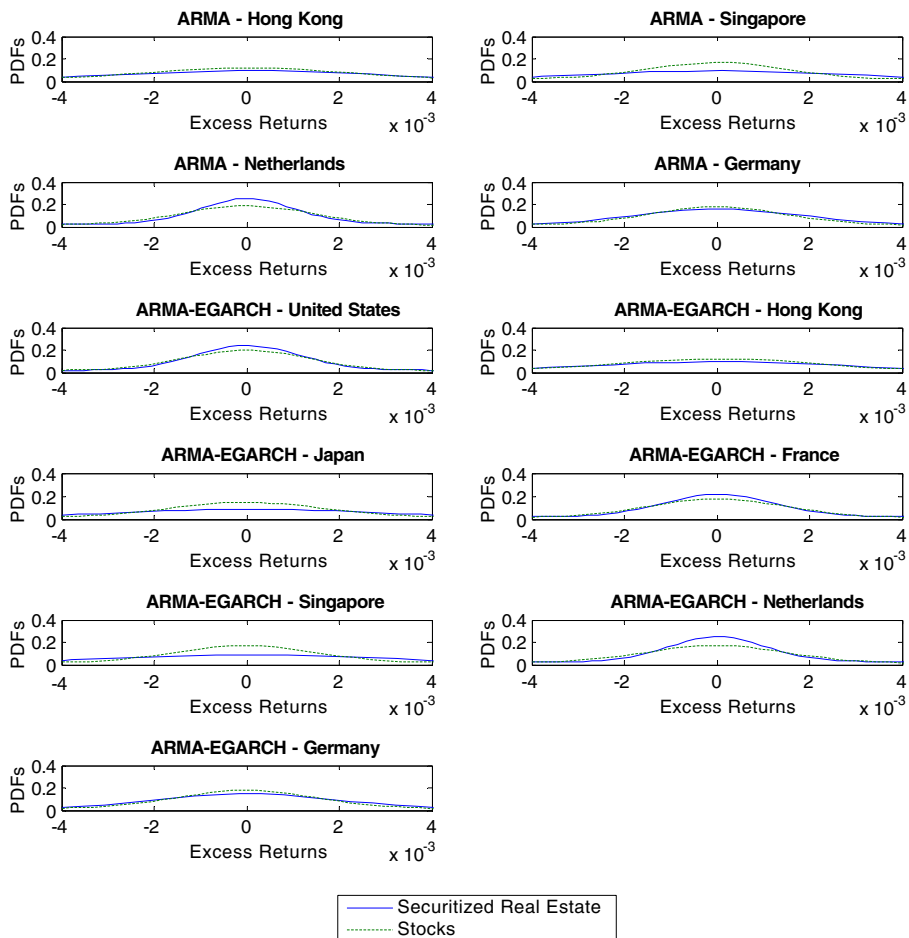 ARMA - Hong Kong
PDFs
0.4
0.2
0
-4
-2
0
2
4
Excess Returns
x 10-3
ARMA - Singapore
PDFs
0.4
0.2
0
-4
-2
0
2
4
Excess Returns
x 10-3
ARMA - Netherlands
PDFs
0.4
0.2
0
-4
-2
0
2
4
Excess Returns
x 10-3
ARMA - Germany
PDFs
0.4
0.2
0
-4
-2
0
2
4
Excess Returns
x 10-3
ARMA-EGARCH - United States
PDFs
0.4
0.2
0
-4
-2
0
2
4
Excess Returns
x 10-3
ARMA-EGARCH - Hong Kong
PDFs
0.4
0.2
0
-4
-2
0
2
4
Excess Returns
x 10-3
ARMA-EGARCH - Japan
PDFs
0.4
0.2
0
-4
-2
0
2
4
Excess Returns
x 10-3
ARMA-EGARCH - France
PDFs
0.4
0.2
0
-4
-2
0
2
4
Excess Returns
x 10-3
ARMA-EGARCH - Singapore
PDFs
0.4
0.2
0
-4
-2
0
2
4
Excess Returns
x 10-3
ARMA-EGARCH - Netherlands
PDFs
0.4
0.2
0
-4
-2
0
2
4
Excess Returns
x 10-3
ARMA-EGARCH - Germany
PDFs
0.4
0.2
0
-4
-2
0
2
4
Excess Returns
x 10-3
Securitized Real Estate
Stocks